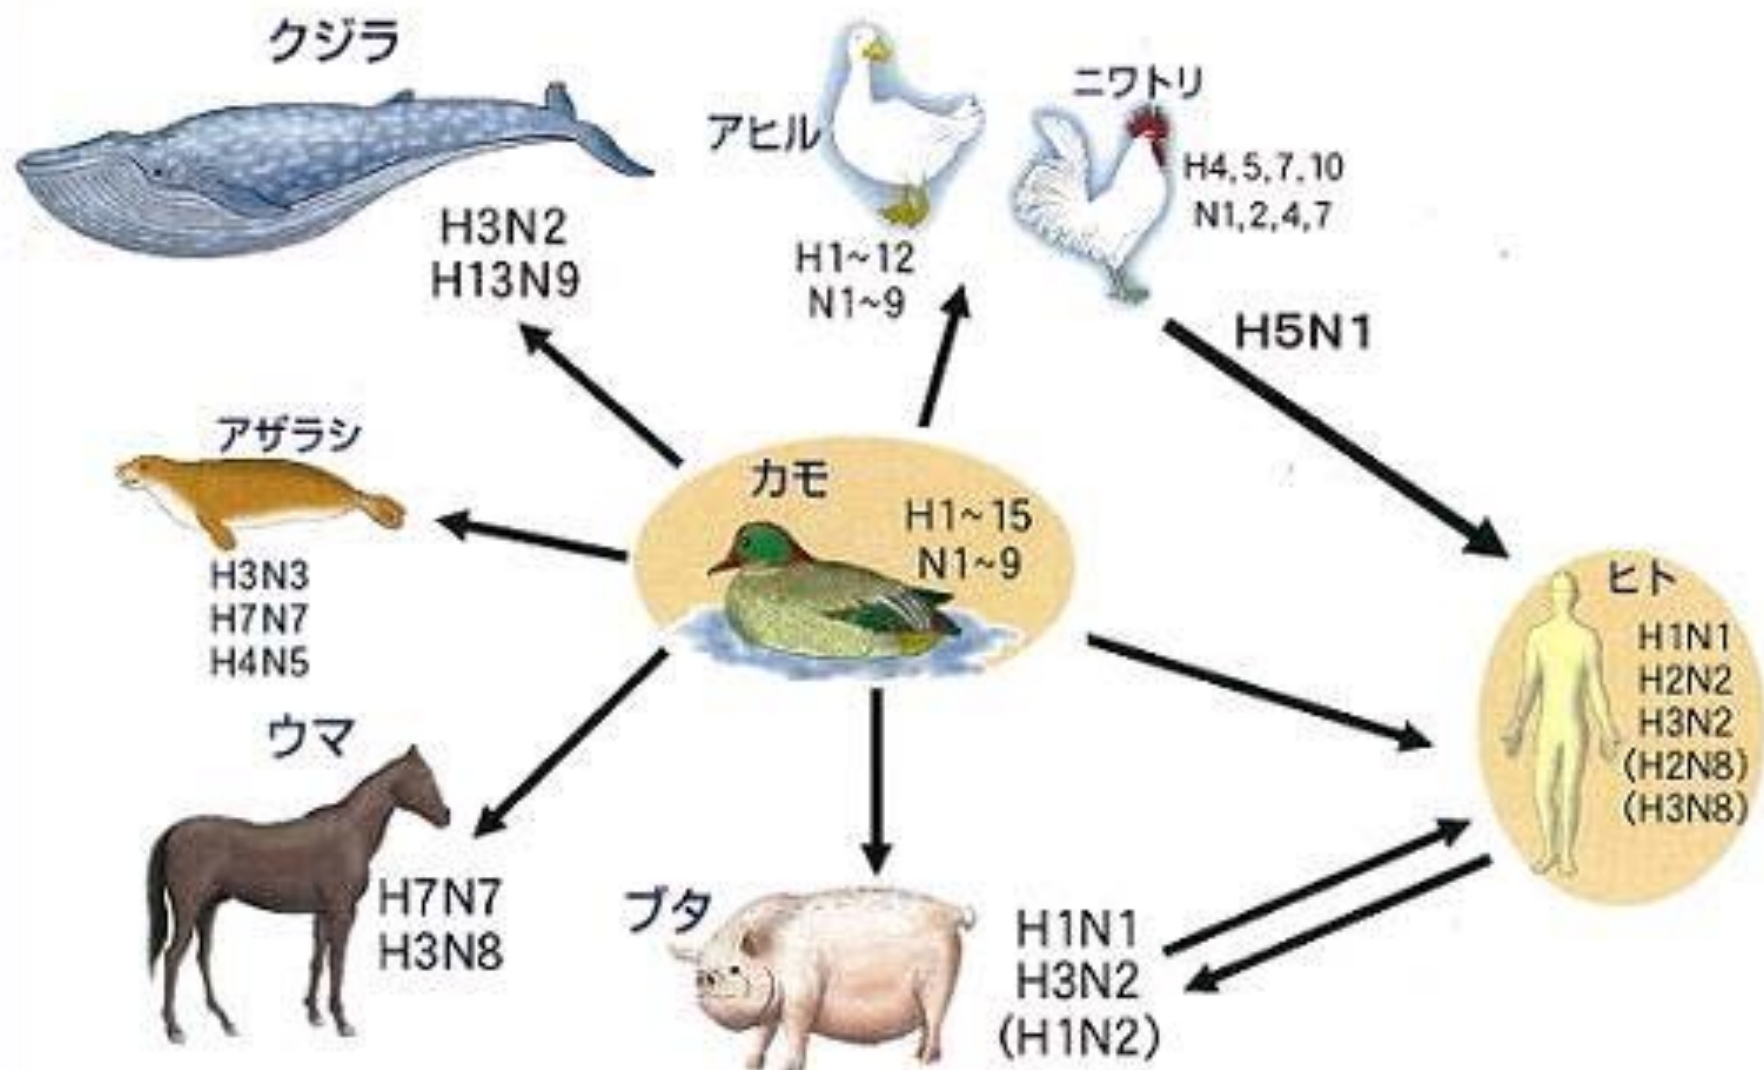 クジラ
H3N2
H13N9
アヒル
H1~12
N1~9
ニワトリ
H4,5,7,10
N1,2,4,7
H5N1
アザラシ
H3N3
H7N7
H4N5
カモ
H1~15
N1~9
ヒト
H1N1
H2N2
H3N2
(H2N8)
(H3N8)
ウマ
H7N7
H3N8
ブタ
H1N1
H3N2
(H1N2)